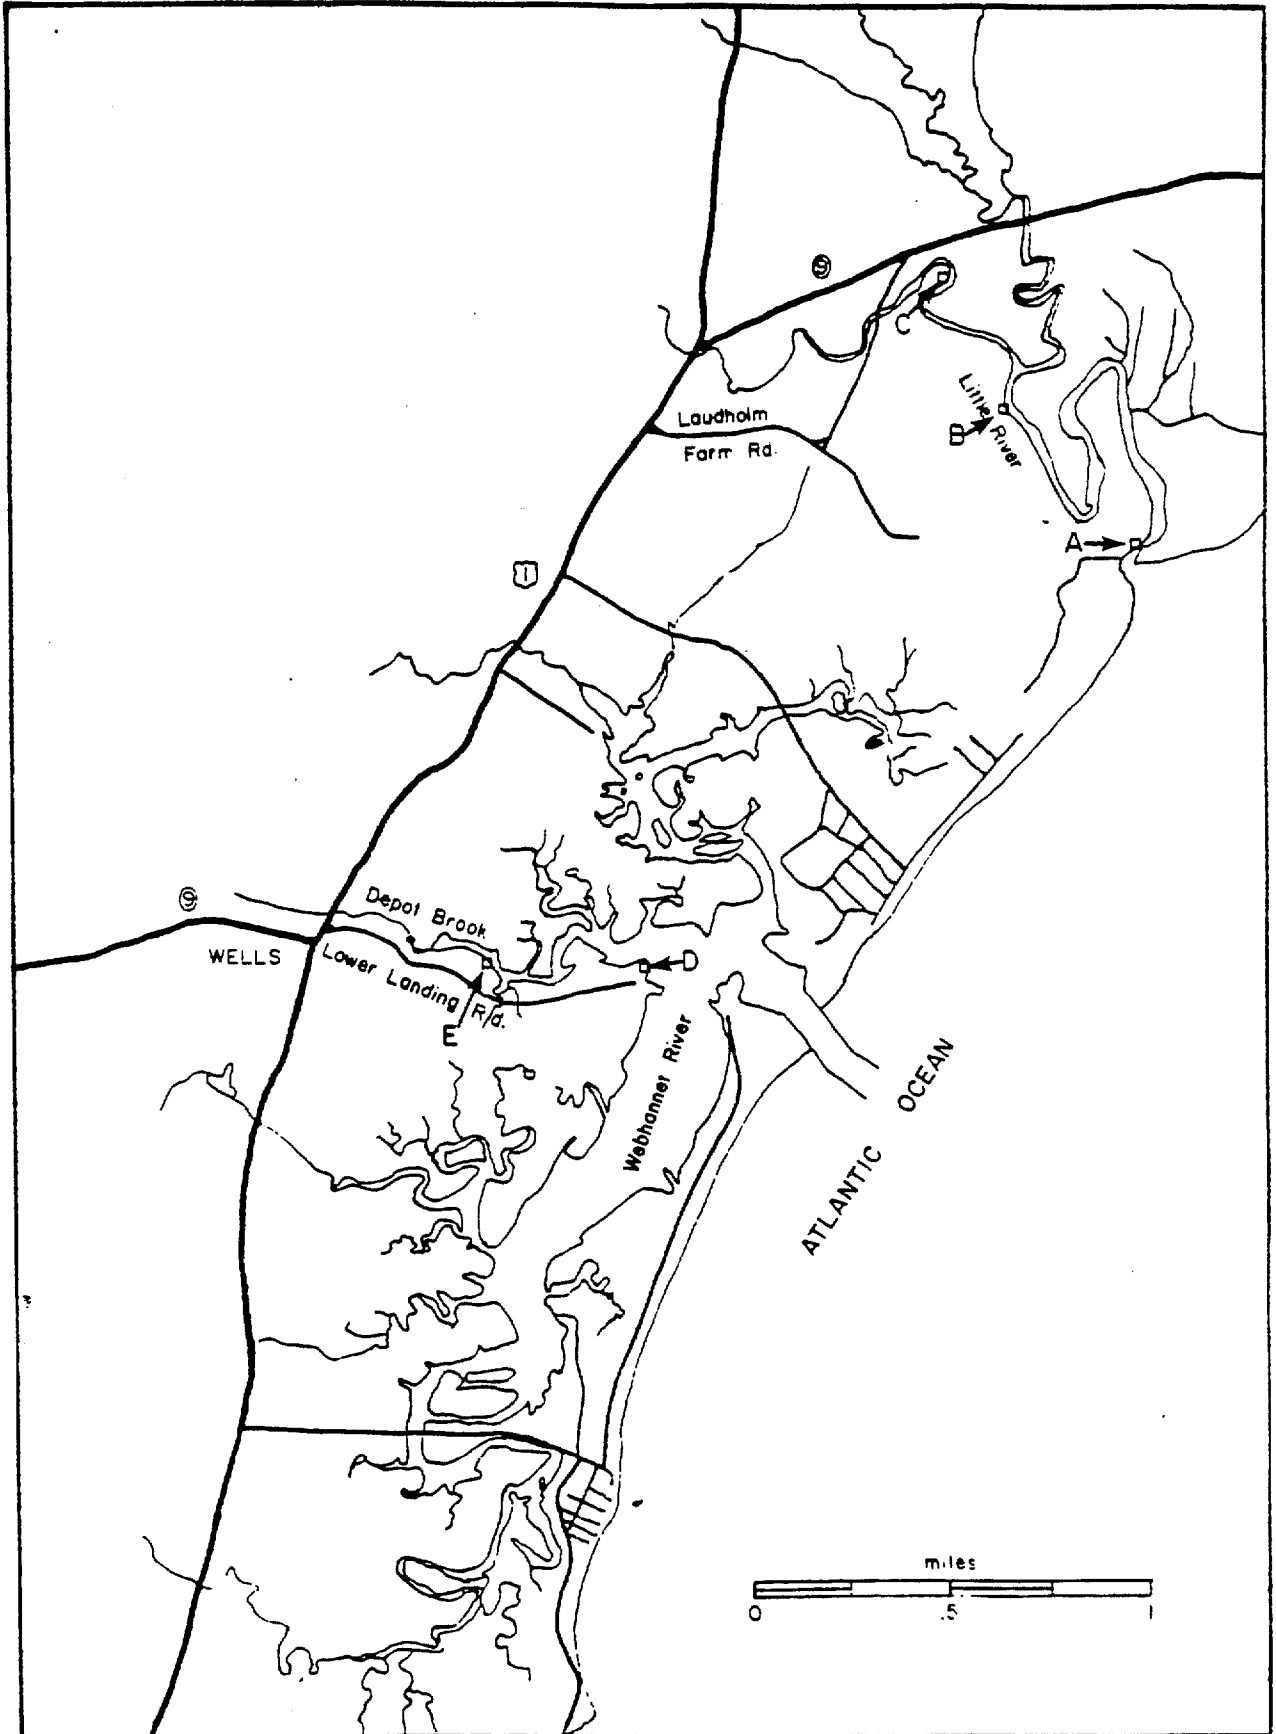 9
C
Little River
Laudholm
Farm Rd.
B
A
1
9
Depot Brook
WELLS
Lower Landing Rd.
D
E
Webhannet River
ATLANTIC OCEAN
miles
0 .5 1